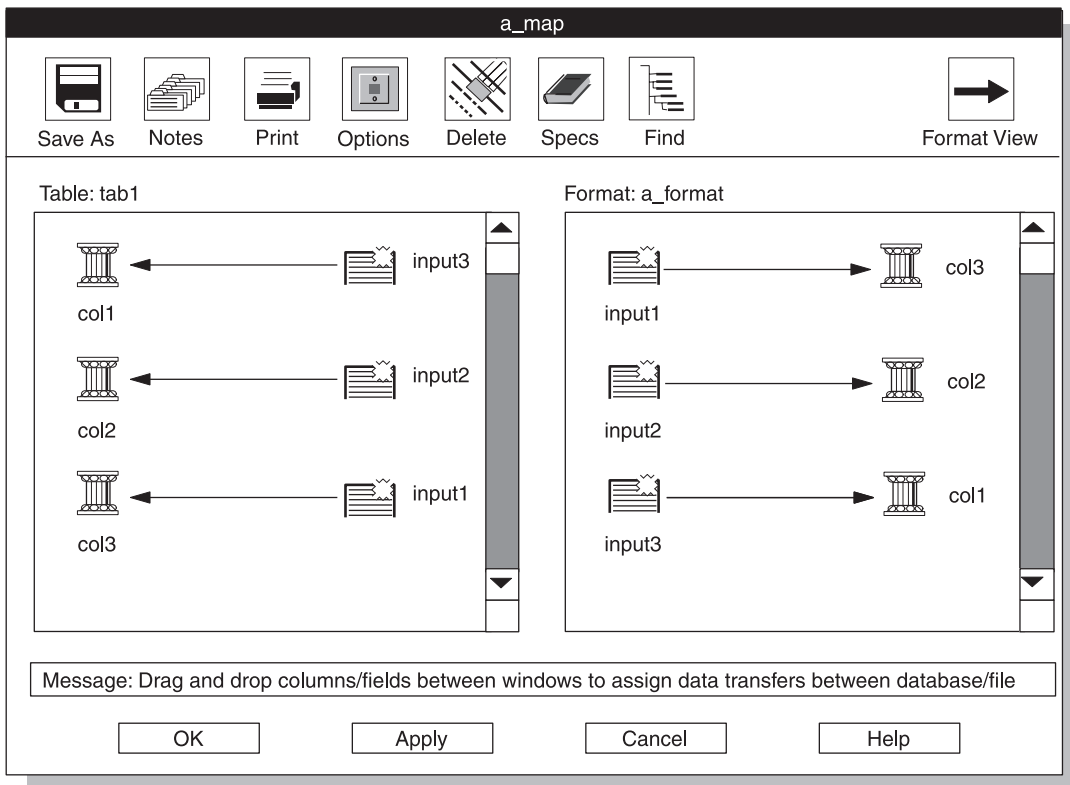 a_map
Save As Notes Print Options Delete Specs Find Format View
Table: tab1
Format: a_format
input3
col1
input2
col2
input1
col3
col3
input1
col2
input2
col1
input3
Message: Drag and drop columns/fields between windows to assign data transfers between database/file
OK Apply Cancel Help